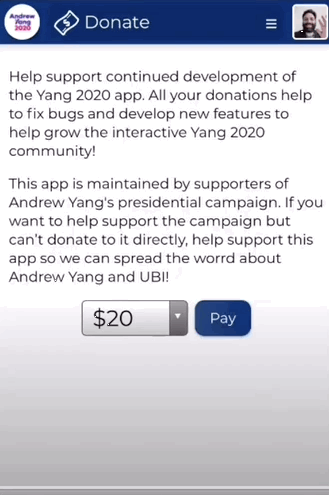 Andrew
Yang
2020
Donate
Help support continued development of
the Yang 2020 app. All your donations help
to fix bugs and develop new features to
help grow the interactive Yang 2020
community!
This app is maintained by supporters of
Andrew Yang's presidential campaign. If you
want to help support the campaign but
can't donate to it directly, help support this
app so we can spread the worrd about
Andrew Yang and UBI!
$20
Pay